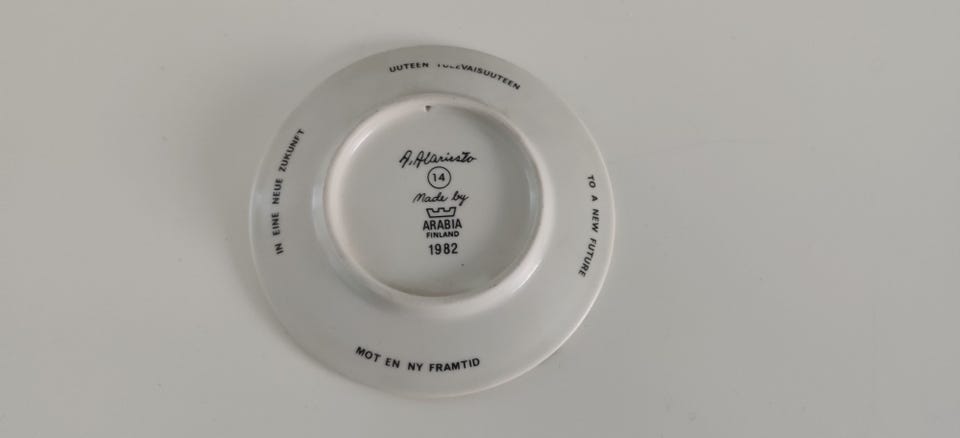 UUTEEN TULEVAISUUTEEN
TO A NEW FUTURE
MOT EN NY FRAMTID
IN EINE NEUE ZUKUNFT
A. Alariesto
14
Made by
ARABIA
FINLAND
1982